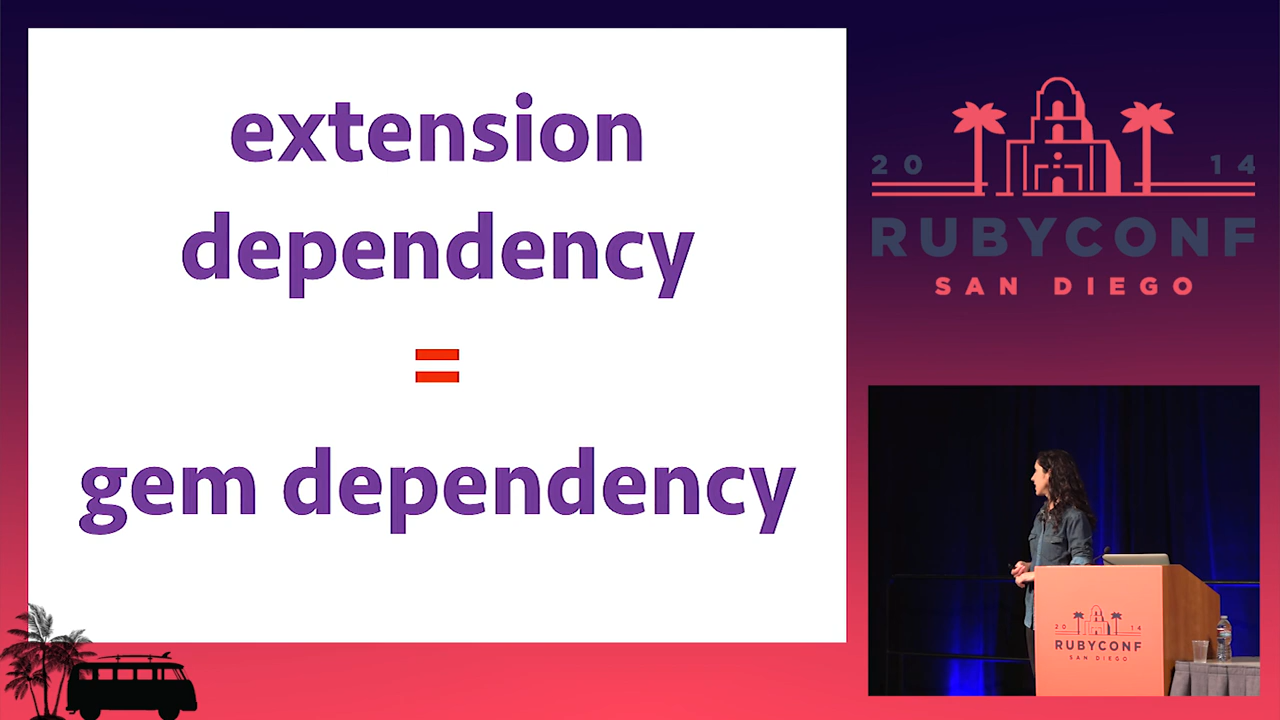 extension
dependency
=
gem dependency
20 14
RUBYCONF
SAN DIEGO
20 14
RUBYCONF
SAN DIEGO